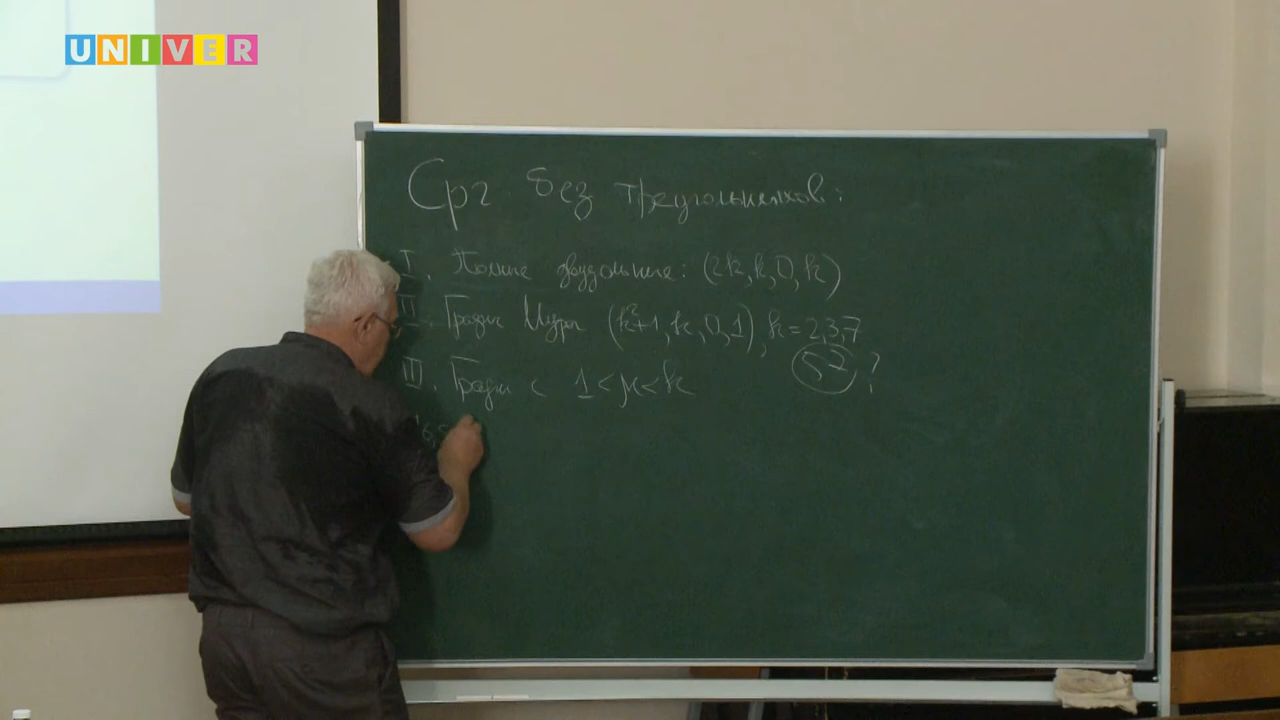 UNIVER
Срг без треугольников:
I. Полные двудольные: (2k, k, 0, k)
II. Графы Мура (k²+1, k, 0, 1), k = 2,3,7
57 ?
III. Графы с 1 < μ < k